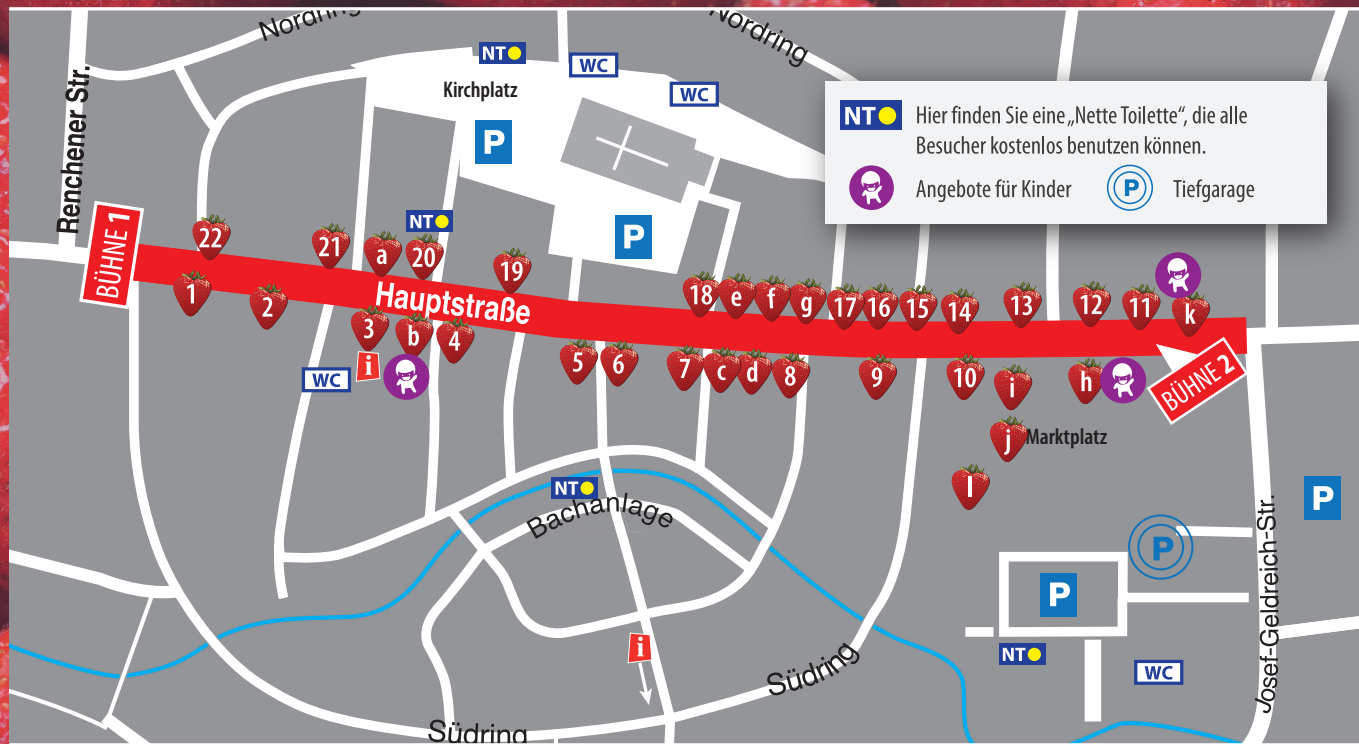 Nordring
Nordring
Renchener Str.
NT
WC
WC
Kirchplatz
P
NT
Hier finden Sie eine „Nette Toilette“, die alle
Besucher kostenlos benutzen können.
Angebote für Kinder
P
Tiefgarage
BÜHNE 1
NT
P
22
21
a
20
19
18
e
f
g
17
16
15
14
13
12
11
k
Hauptstraße
1
2
3
b
4
5
6
7
c
d
8
9
10
i
h
BÜHNE 2
i
WC
j
Marktplatz
l
NT
Bachanlage
P
P
P
i
NT
WC
Südring
Südring
Josef-Geldreich-Str.